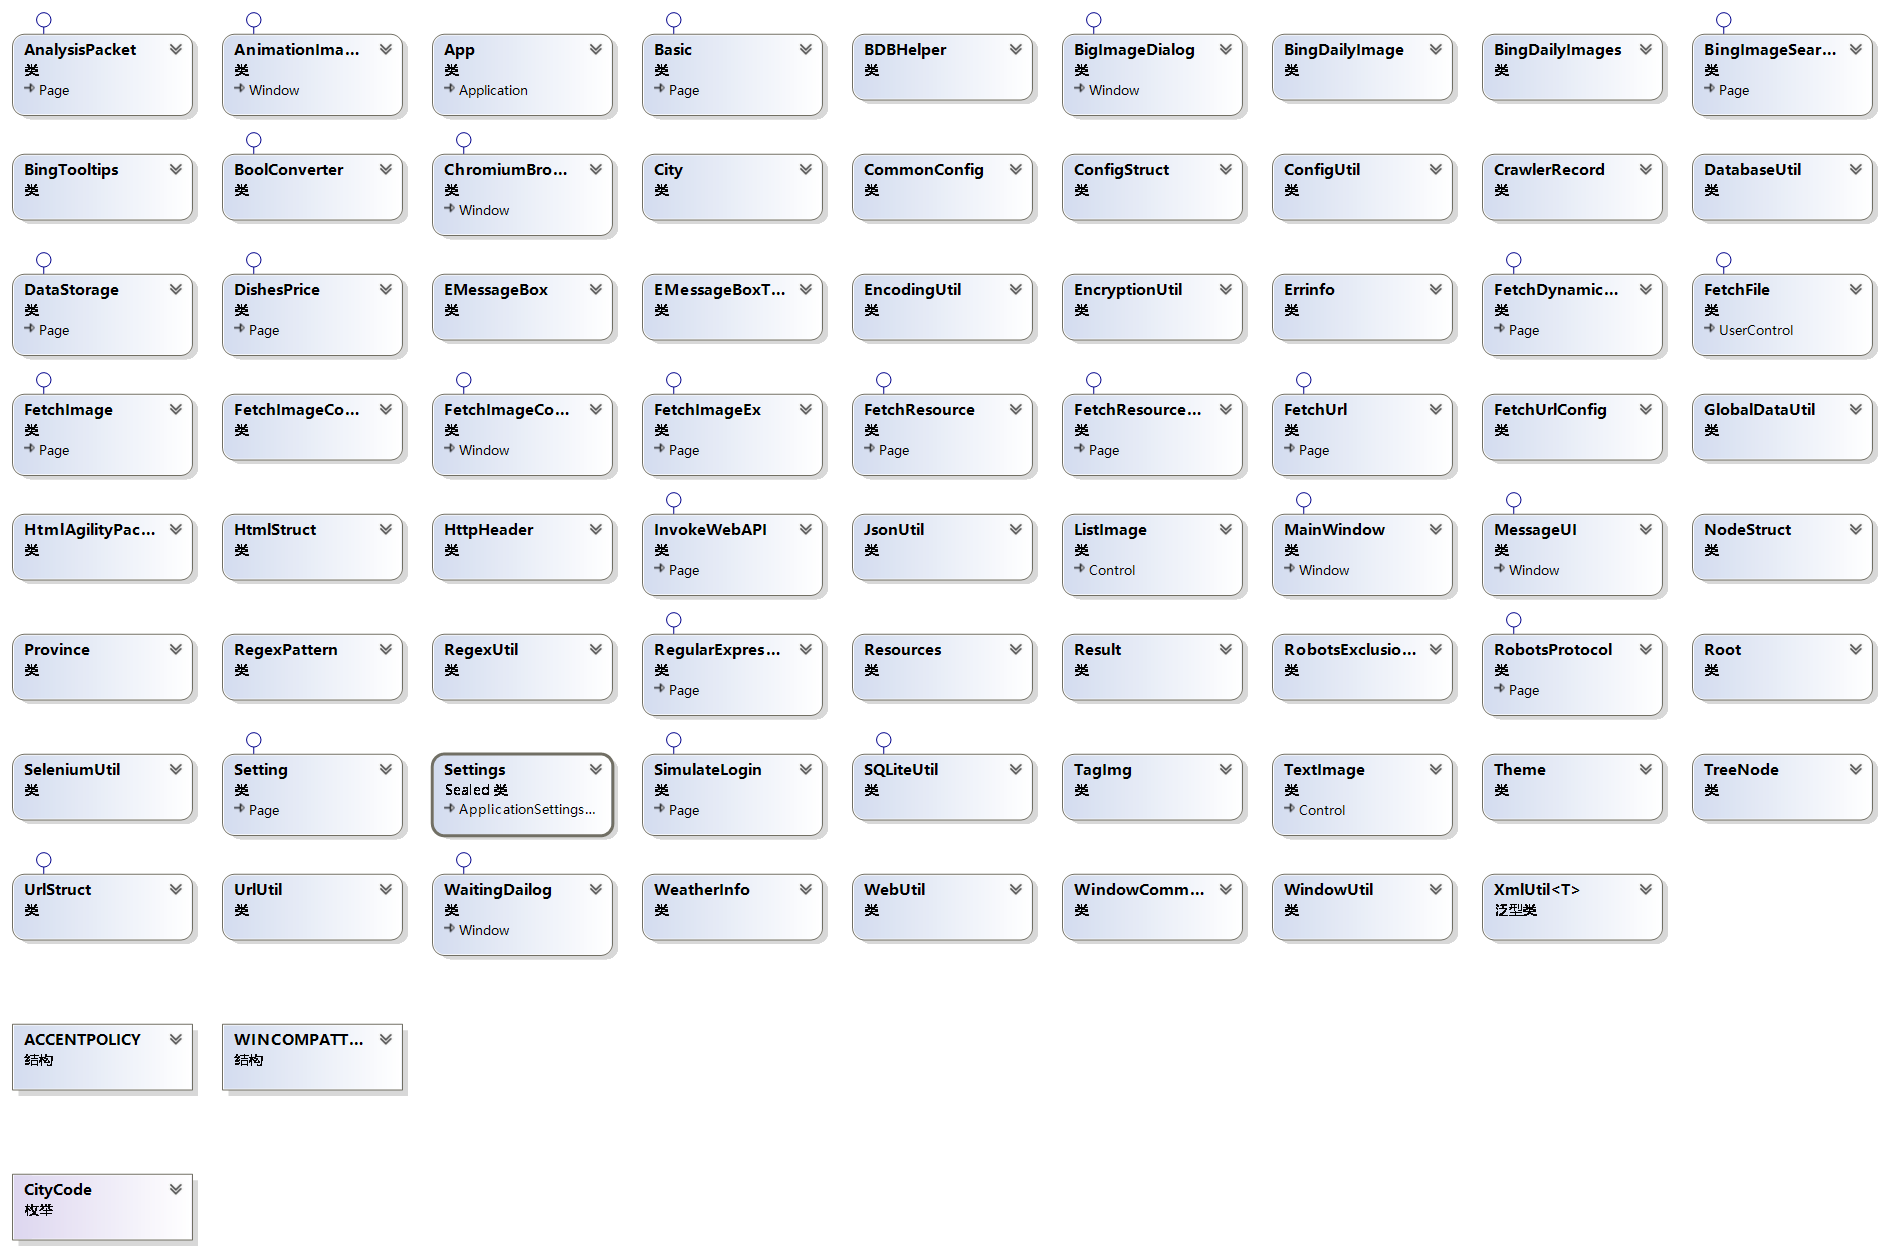 AnalysisPacket
类
Page
AnimationIma...
类
Window
App
类
Application
Basic
类
Page
BDBHelper
类
BigImageDialog
类
Window
BingDailyImage
类
BingDailyImages
类
BingImageSear...
类
Page
BingTooltips
类
BoolConverter
类
ChromiumBro...
类
Window
City
类
CommonConfig
类
ConfigStruct
类
ConfigUtil
类
CrawlerRecord
类
DatabaseUtil
类
DataStorage
类
Page
DishesPrice
类
Page
EMessageBox
类
EMessageBoxT...
类
EncodingUtil
类
EncryptionUtil
类
Errinfo
类
FetchDynamic...
类
Page
FetchFile
类
UserControl
FetchImage
类
Page
FetchImageCo...
类
FetchImageCo...
类
Window
FetchImageEx
类
Page
FetchResource
类
Page
FetchResource...
类
Page
FetchUrl
类
Page
FetchUrlConfig
类
GlobalDataUtil
类
HtmlAgilityPac...
类
HtmlStruct
类
HttpHeader
类
InvokeWebAPI
类
Page
JsonUtil
类
ListImage
类
Control
MainWindow
类
Window
MessageUI
类
Window
NodeStruct
类
Province
类
RegexPattern
类
RegexUtil
类
RegularExpres...
类
Page
Resources
类
Result
类
RobotsExclusio...
类
RobotsProtocol
类
Page
Root
类
SeleniumUtil
类
Setting
类
Page
Settings
Sealed 类
ApplicationSettings...
SimulateLogin
类
Page
SQLiteUtil
类
TagImg
类
TextImage
类
Control
Theme
类
TreeNode
类
UrlStruct
类
UrlUtil
类
WaitingDailog
类
Window
WeatherInfo
类
WebUtil
类
WindowComm...
类
WindowUtil
类
XmlUtil<T>
泛型类
ACCENTPOLICY
结构
WINCOMPATT...
结构
CityCode
枚举